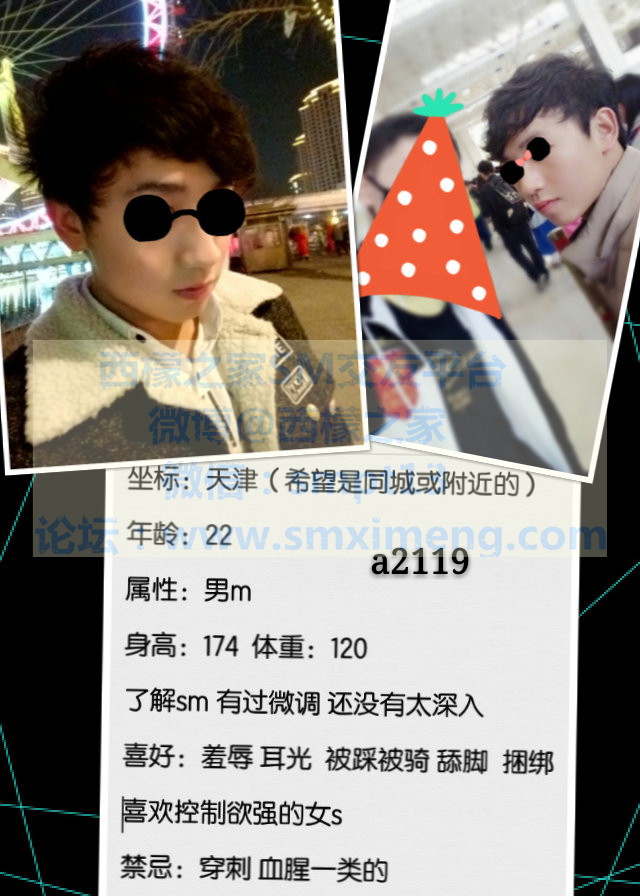 西檬之家SM交友平台
微博@西檬之家
坐标：天津（希望是同城或附近的）
微信：
年龄：22
论坛：www.smximeng.com
a2119
属性：男m
身高：174 体重：120
了解sm 有过微调 还没有太深入
喜好：羞辱 耳光 被踩被骑 舔脚 捆绑
喜欢控制欲强的女s
禁忌：穿刺 血腥一类的